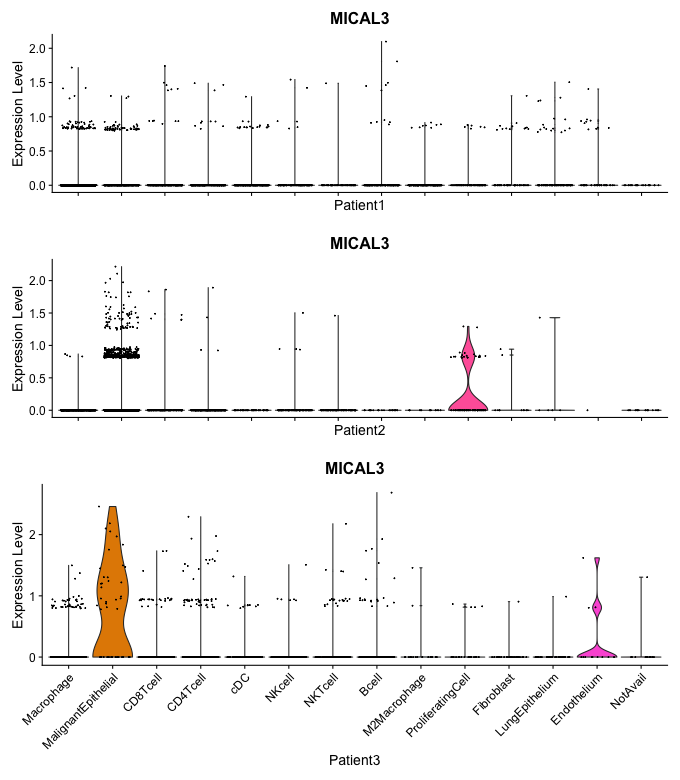 MICAL3
Expression Level
2.0
1.5
1.0
0.5
0.0
Patient1
MICAL3
Expression Level
2.0
1.5
1.0
0.5
0.0
Patient2
MICAL3
Expression Level
2
1
0
Macrophage
MalignantEpithelial
CD8Tcell
CD4Tcell
cDC
NKcell
NKTcell
Bcell
M2Macrophage
ProliferatingCell
Fibroblast
LungEpithelium
Endothelium
NotAvail
Patient3